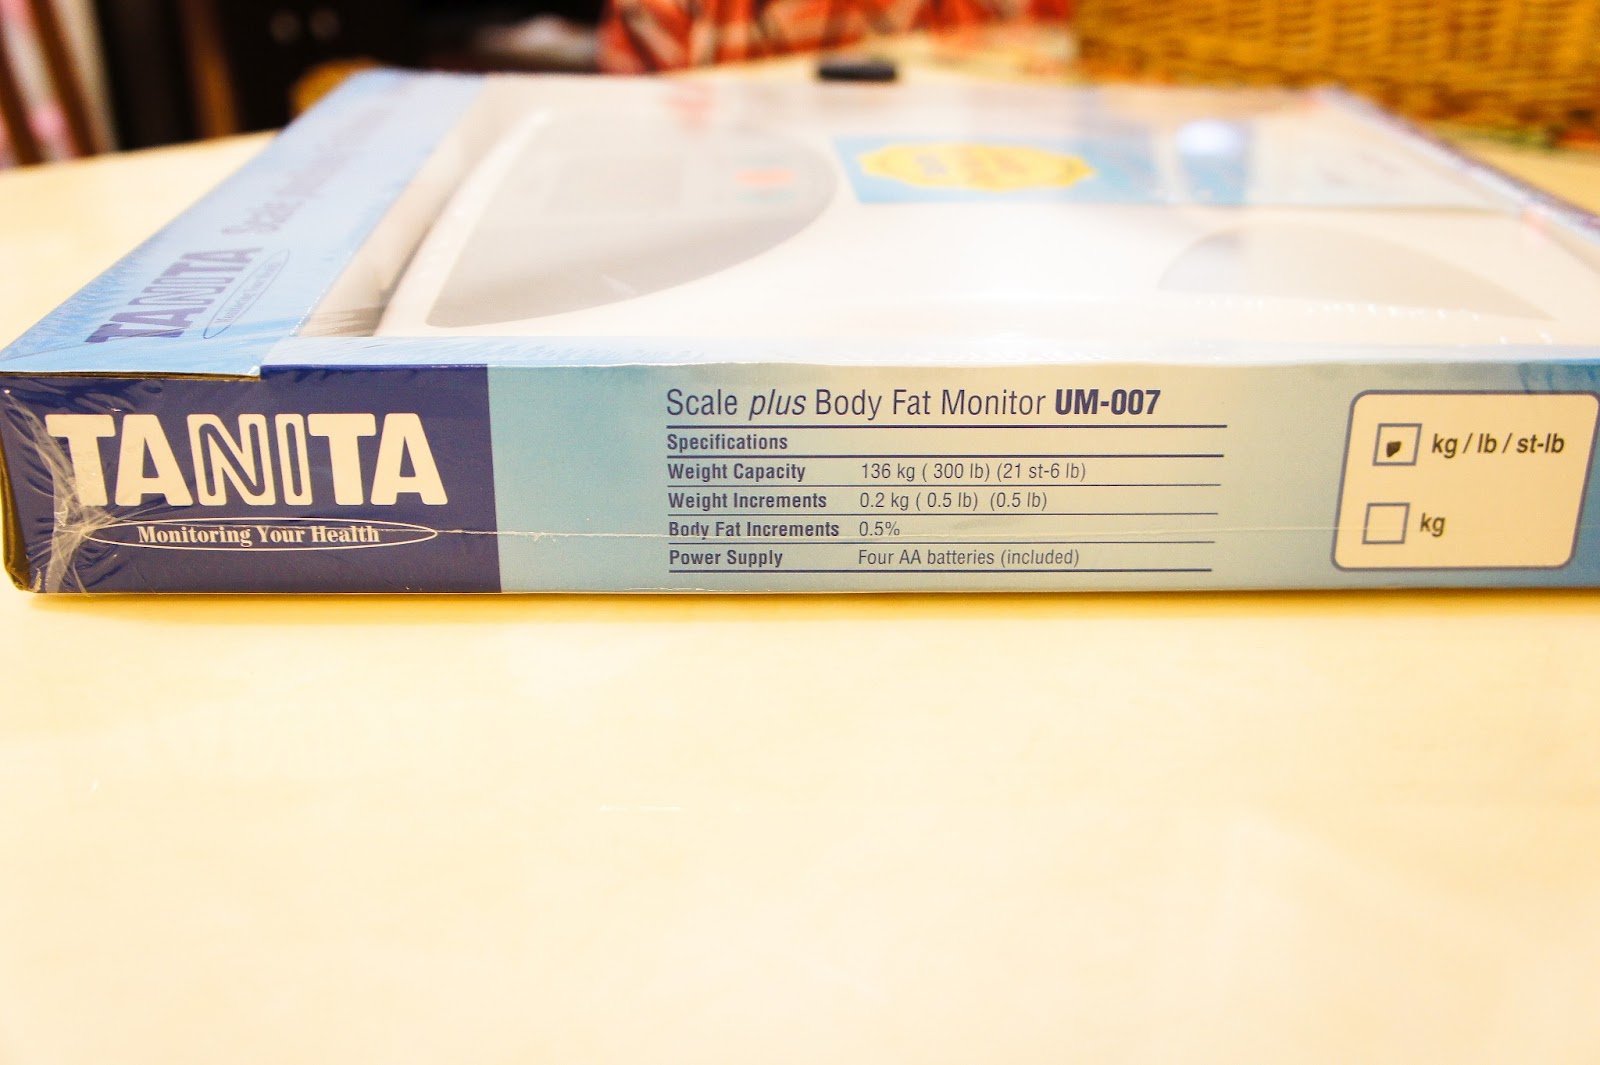 TANITA
Scale
TANITA
Monitoring Your Health
Scale plus Body Fat Monitor UM-007
Specifications
Weight Capacity 136 kg ( 300 lb) (21 st-6 lb)
Weight Increments 0.2 kg ( 0.5 lb) (0.5 lb)
Body Fat Increments 0.5%
Power Supply Four AA batteries (included)
kg / lb / st-lb
kg